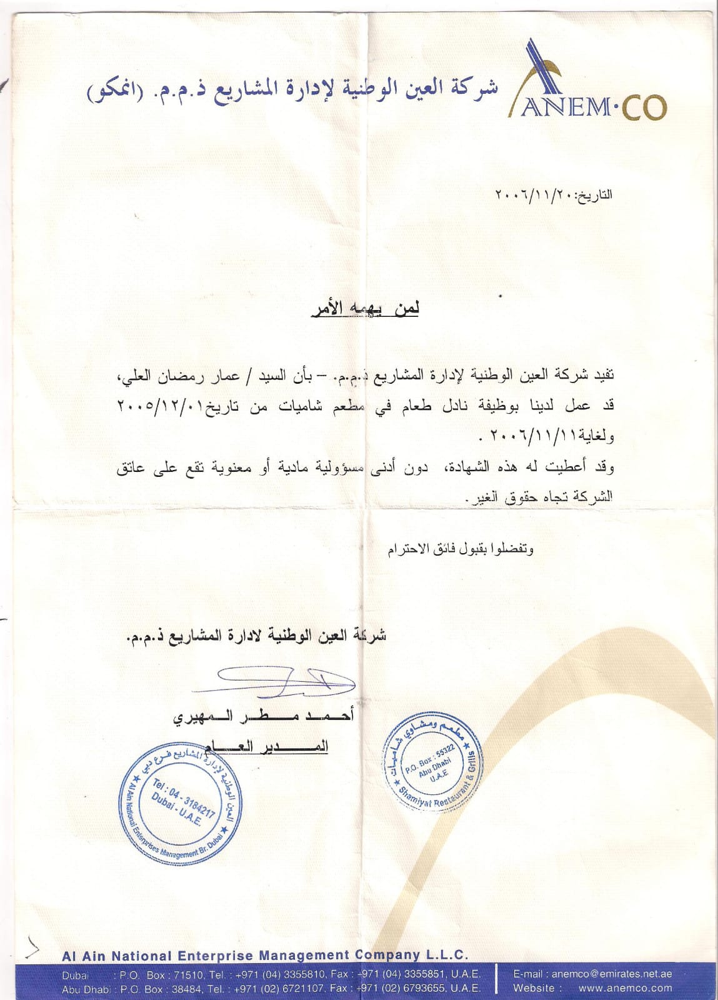 شركة العين الوطنية لإدارة المشاريع ذ.م.م. (انمكو)
ANEM.CO
التاريخ: ٢٠٠٦/١١/٢٠
لمن يهمه الأمر
تفيد شركة العين الوطنية لإدارة المشاريع ذ.م.م. – بأن السيد / عمار رمضان العلي،
قد عمل لدينا بوظيفة نادل طعام في مطعم شاميات من تاريخ ٢٠٠٥/١٢/٠١
ولغاية ٢٠٠٦/١١/١١ .
وقد أعطيت له هذه الشهادة، دون أدنى مسؤولية مادية أو معنوية تقع على عاتق
الشركة تجاه حقوق الغير.
وتفضلوا بقبول فائق الاحترام
شركة العين الوطنية لادارة المشاريع ذ.م.م.
أحمد مطر المهيري
المدير العام
مطعم ومشاوي شاميات
P.O. Box : 55322
Abu Dhabi
U.A.E
Shamiyat Restaurant & Grills
العين الوطنية لإدارة المشاريع فرع دبي
Tel : 04 - 3184217
Dubai - U.A.E.
Al Ain National Enterprises Management Br. Dubai
Al Ain National Enterprise Management Company L.L.C.
Dubai : P.O. Box : 71510, Tel. : +971 (04) 3355810, Fax : +971 (04) 3355851, U.A.E. E-mail : anemco@emirates.net.ae
Abu Dhabi : P.O. Box : 38484, Tel. : +971 (02) 6721107, Fax : +971 (02) 6793655, U.A.E. Website : www.anemco.com